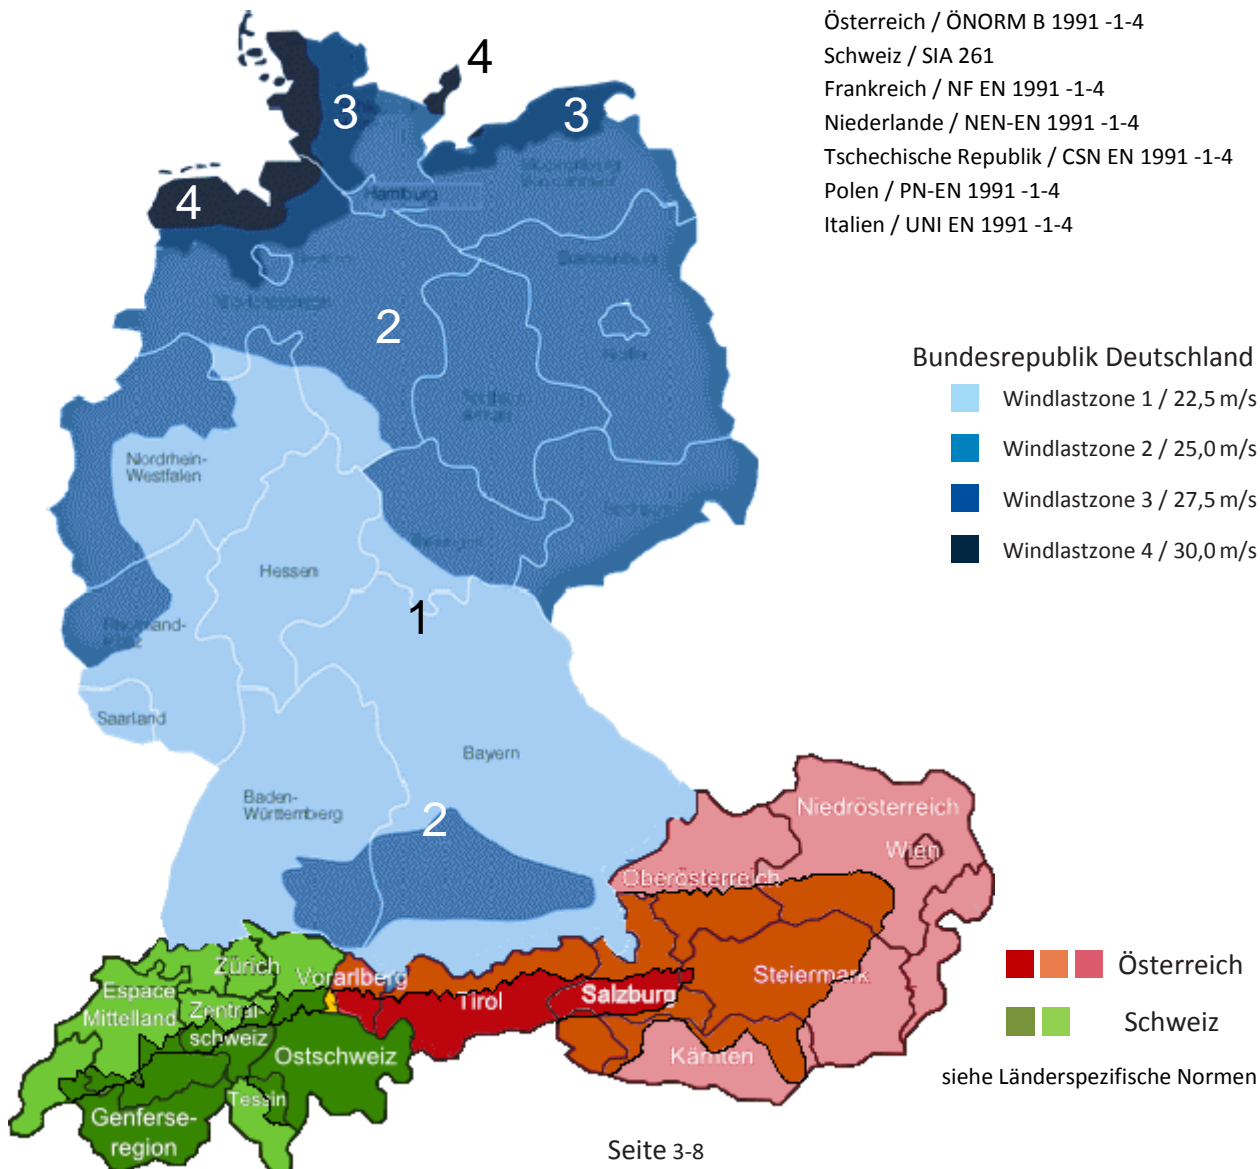 Österreich / ÖNORM B 1991 -1-4
Schweiz / SIA 261
Frankreich / NF EN 1991 -1-4
Niederlande / NEN-EN 1991 -1-4
Tschechische Republik / CSN EN 1991 -1-4
Polen / PN-EN 1991 -1-4
Italien / UNI EN 1991 -1-4
4
3
3
4
Hamburg
2
Bundesrepublik Deutschland
Windlastzone 1 / 22,5 m/s
Windlastzone 2 / 25,0 m/s
Windlastzone 3 / 27,5 m/s
Windlastzone 4 / 30,0 m/s
Nordrhein-
Westfalen
Hessen
1
Saarland
Bayern
Baden-
Württemberg
2
Niedrösterreich
Wien
Oberösterreich
Zürich
Vorarlberg
Espace
Mittelland
Zentral-
schweiz
Tirol
Salzburg
Steiermark
Ostschweiz
Kärnten
Tessin
Genferse-
region
Österreich
Schweiz
siehe Länderspezifische Normen
Seite 3-8